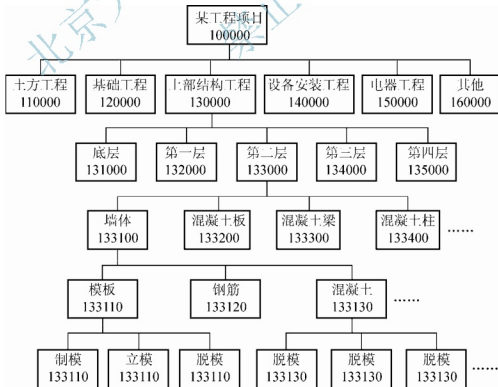 某工程项目
100000
土方工程 基础工程 上部结构工程 设备安装工程 电器工程 其他
110000 120000 130000 140000 150000 160000
底层 第一层 第二层 第三层 第四层
131000 132000 133000 134000 135000
墙体 混凝土板 混凝土梁 混凝土柱
133100 133200 133300 133400 ……
模板 钢筋 混凝土
133110 133120 133130 ……
制模 立模 脱模 脱模 脱模 脱模
133110 133110 133110 133130 133130 133130 ……
北京
禁止